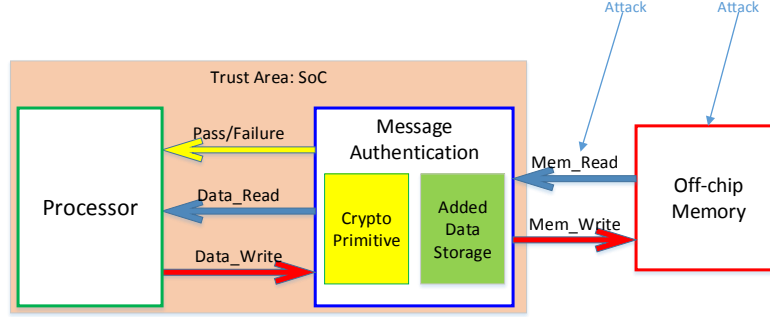 Attack
Attack
Trust Area: SoC
Processor
Pass/Failure
Data_Read
Data_Write
Message
Authentication
Crypto
Primitive
Added
Data
Storage
Mem_Read
Mem_Write
Off-chip
Memory